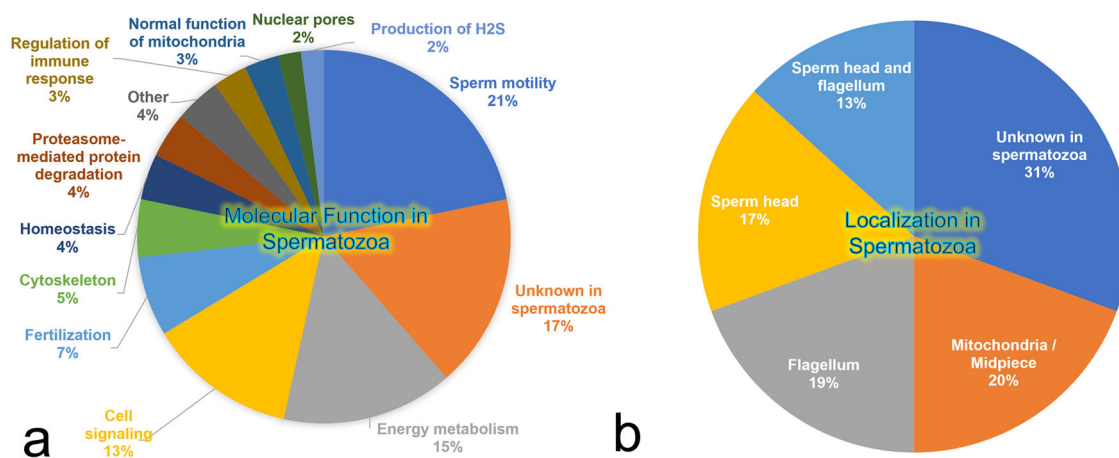 Nuclear pores
2%
Normal function
of mitochondria
3%
Production of H2S
2%
Regulation of
immune
response
3%
Sperm motility
21%
Other
4%
Proteasome-
mediated protein
degradation
4%
Molecular Function in
Spermatozoa
Homeostasis
4%
Cytoskeleton
5%
Unknown in
spermatozoa
17%
Fertilization
7%
Cell
signaling
13%
Energy metabolism
15%
a
Sperm head and
flagellum
13%
Unknown in
spermatozoa
31%
Sperm head
17%
Localization in
Spermatozoa
Mitochondria /
Midpiece
20%
Flagellum
19%
b